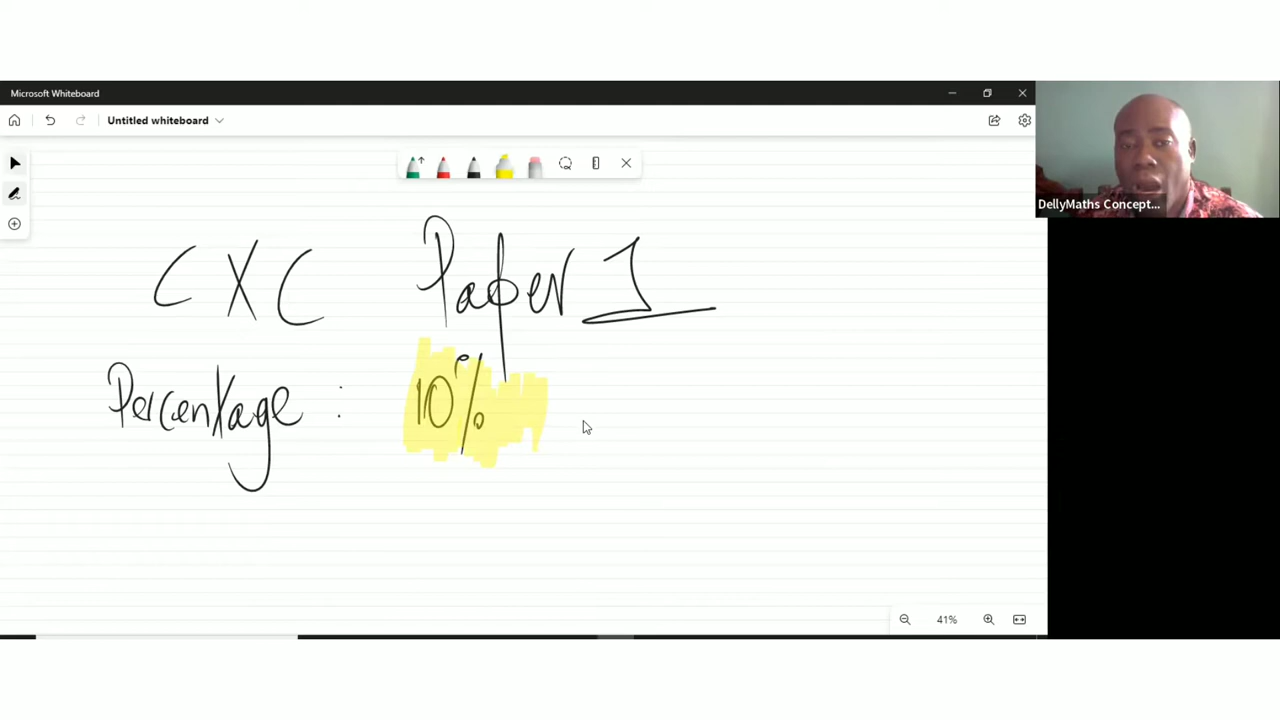 Microsoft Whiteboard
Untitled whiteboard
DellyMaths Concept...
CXC Paper 1
Percentage : 10%
41%